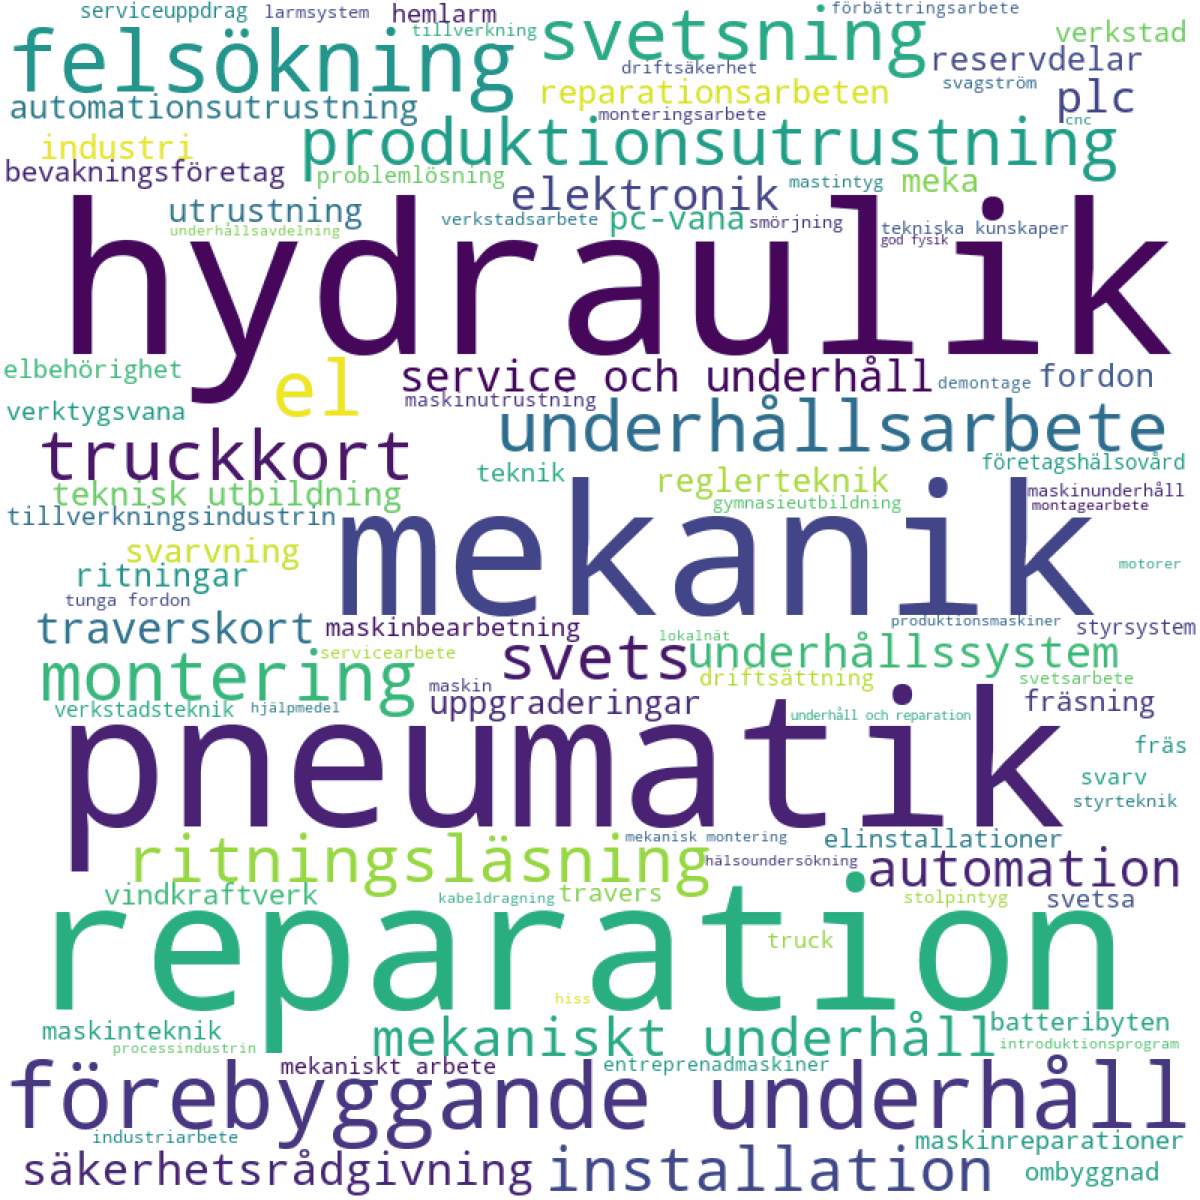 serviceuppdrag
larmsystem
hemlarm
förbättringsarbete
tillverkning
svetsning
verkstad
felsökning
reservdelar
driftsäkerhet
svagström
automationsutrustning
reparationsarbeten
plc
monteringsarbete
cnc
industri
produktionsutrustning
bevakningsföretag
problemlösning
elektronik
mastintyg
meka
utrustning
verkstadsarbete
pc-vana
smörjning
tekniska kunskaper
underhållsavdelning
god fysik
hydraulik
elbehörighet
el
service och underhåll
demontage
fordon
verktygsvana
maskinutrustning
underhållsarbete
truckkort
teknik
företagshälsovård
teknisk utbildning
reglerteknik
maskinunderhåll
gymnasieutbildning
montagearbete
tillverkningsindustrin
mekanik
svarvning
ritningar
motorer
tunga fordon
traverskort
maskinbearbetning
produktionsmaskiner
styrsystem
lokalnät
servicearbete
svets
underhållssystem
montering
driftsättning
svetsarbete
maskin
uppgraderingar
fräsning
verkstadsteknik
hjälpmedel
underhåll och reparation
pneumatik
fräs
svarv
styrteknik
mekanisk montering
elinstallationer
ritningsläsning
hälsoundersökning
automation
vindkraftverk
kabeldragning
travers
stolpintyg
svetsa
reparation
truck
hiss
maskinteknik
mekaniskt underhåll
batteribyten
processindustrin
introduktionsprogram
mekaniskt arbete
entreprenadmaskiner
förebyggande underhåll
industriarbete
maskinreparationer
säkerhetsrådgivning
installation
ombyggnad